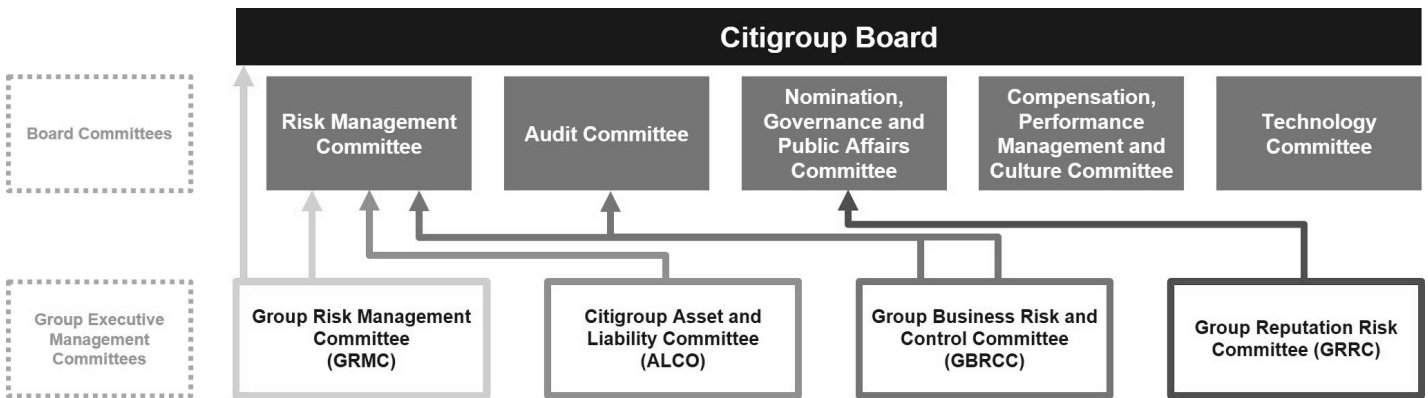 Citigroup Board
Board Committees
Risk Management
Committee
Audit Committee
Nomination,
Governance and
Public Affairs
Committee
Compensation,
Performance
Management and
Culture Committee
Technology
Committee
Group Executive
Management
Committees
Group Risk Management
Committee
(GRMC)
Citigroup Asset and
Liability Committee
(ALCO)
Group Business Risk and
Control Committee
(GBRCC)
Group Reputation Risk
Committee (GRRC)